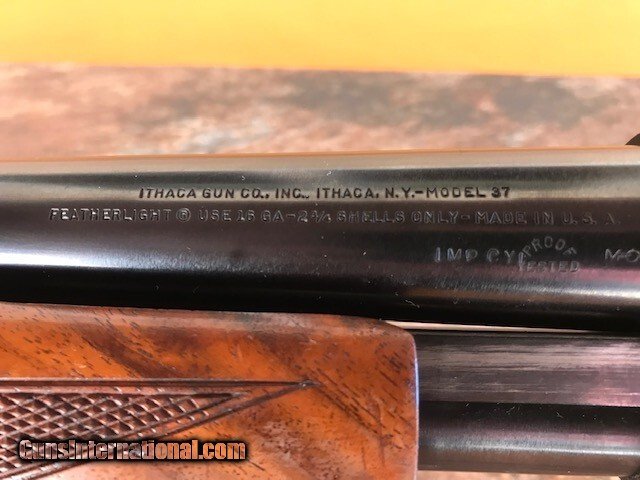 ITHACA GUN CO., INC., ITHACA, N.Y.-MODEL 37
FEATHERLIGHT ® USE 16 GA-2¾ SHELLS ONLY-MADE IN U.S.A.
IMP CYL PROOF
TESTED
GunsInternational.com